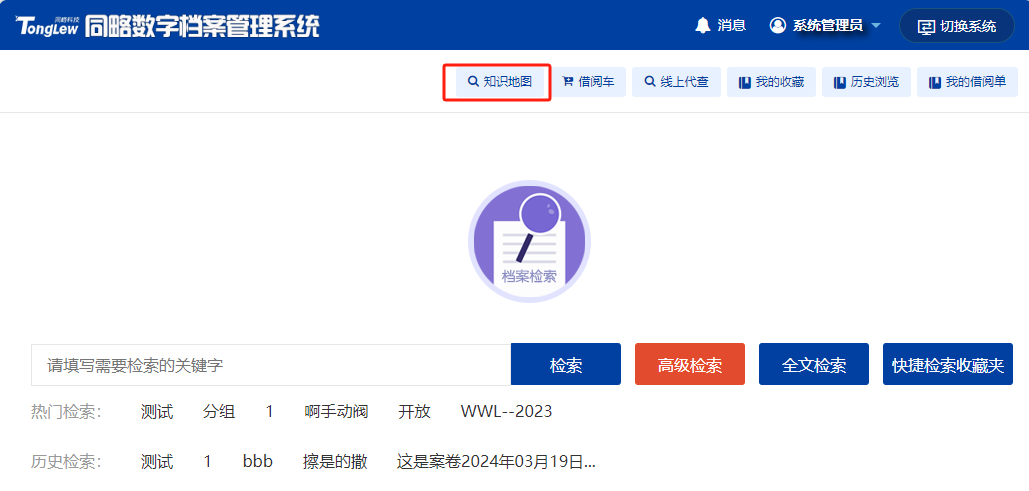 同略科技
TongLew 同略数字档案管理系统 消息 系统管理员 切换系统
知识地图 借阅车 线上代查 我的收藏 历史浏览 我的借阅单
档案检索
请填写需要检索的关键字 检索 高级检索 全文检索 快捷检索收藏夹
热门检索: 测试 分组 1 啊手动阀 开放 WWL--2023
历史检索: 测试 1 bbb 擦是的撒 这是案卷2024年03月19日...